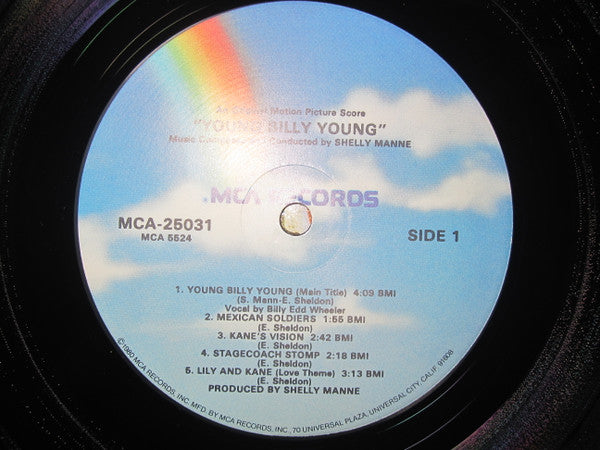 An Original Motion Picture Score
"YOUNG BILLY YOUNG"
Music Composed Conducted by SHELLY MANNE
MCA RECORDS
MCA-25031
MCA 5524
SIDE 1
1. YOUNG BILLY YOUNG (Main Title) 4:09 BMI
(S. Mann-E. Sheldon)
Vocal by Billy Edd Wheeler
2. MEXICAN SOLDIERS 1:55 BMI
(E. Sheldon)
3. KANE'S VISION 2:42 BMI
(E. Sheldon)
4. STAGECOACH STOMP 2:18 BMI
(E. Sheldon)
5. LILY AND KANE (Love Theme) 3:13 BMI
(E. Sheldon)
PRODUCED BY SHELLY MANNE
©1980 MCA RECORDS, INC. MFD. BY MCA RECORDS, INC., 70 UNIVERSAL PLAZA, UNIVERSAL CITY, CALIF. 91608